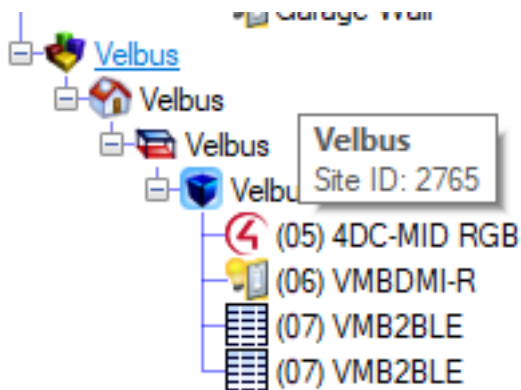 Garage Wall
Velbus
Velbus
Velbus
Velbus
Site ID: 2765
Velbu
(05) 4DC-MID RGB
(06) VMBDMI-R
(07) VMB2BLE
(07) VMB2BLE